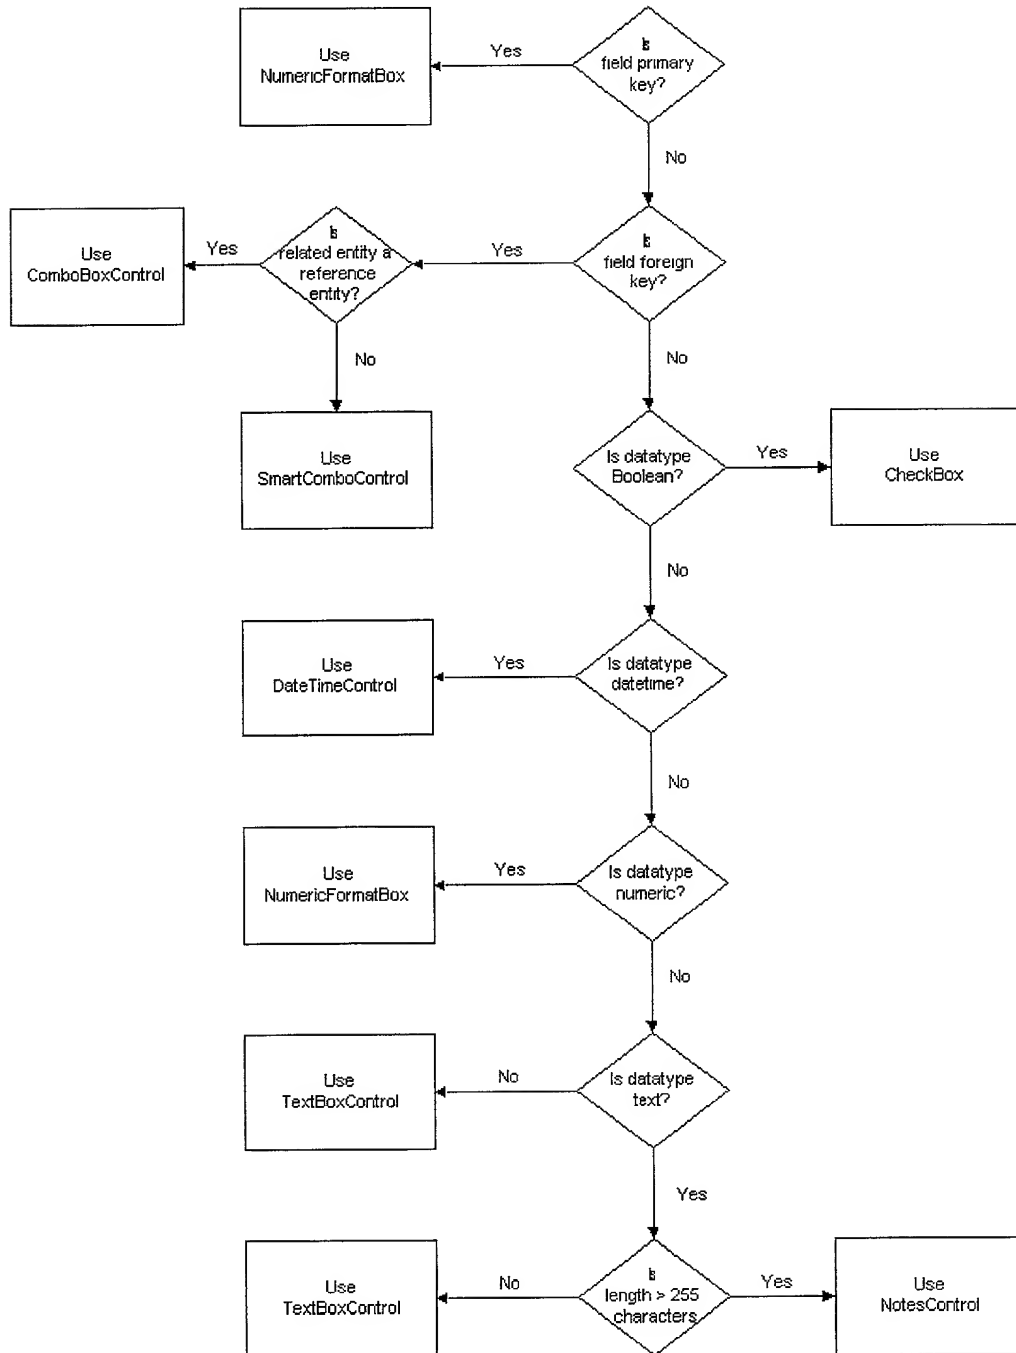 Use
NumericFormatBox
Yes
Is
field primary
key?
No
Use
ComboBoxControl
Yes
Is
related entity a
reference
entity?
Yes
Is
field foreign
key?
No
No
Use
SmartComboControl
Is datatype
Boolean?
Yes
Use
CheckBox
No
Use
DateTimeControl
Yes
Is datatype
datetime?
No
Use
NumericFormatBox
Yes
Is datatype
numeric?
No
Use
TextBoxControl
No
Is datatype
text?
Yes
Use
TextBoxControl
No
Is
length > 255
characters
Yes
Use
NotesControl